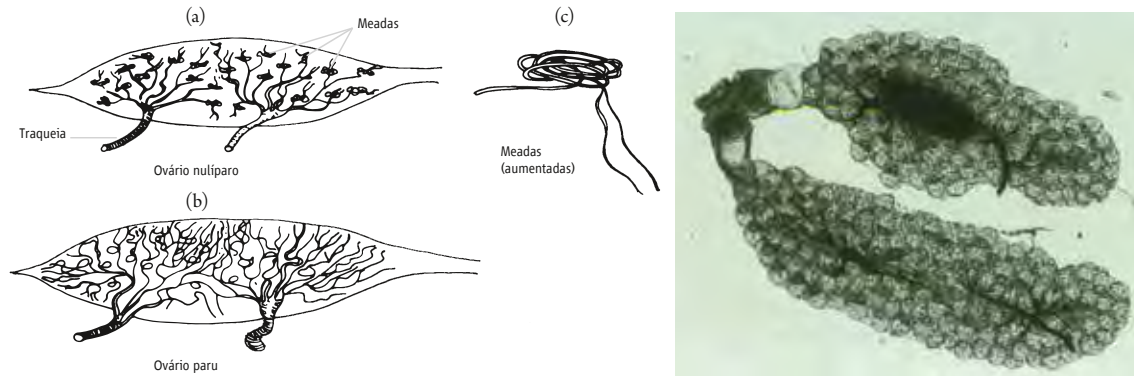 (a)
Meadas
Traqueia
Ovário nulíparo
(b)
Ovário paru
(c)
Meadas
(aumentadas)